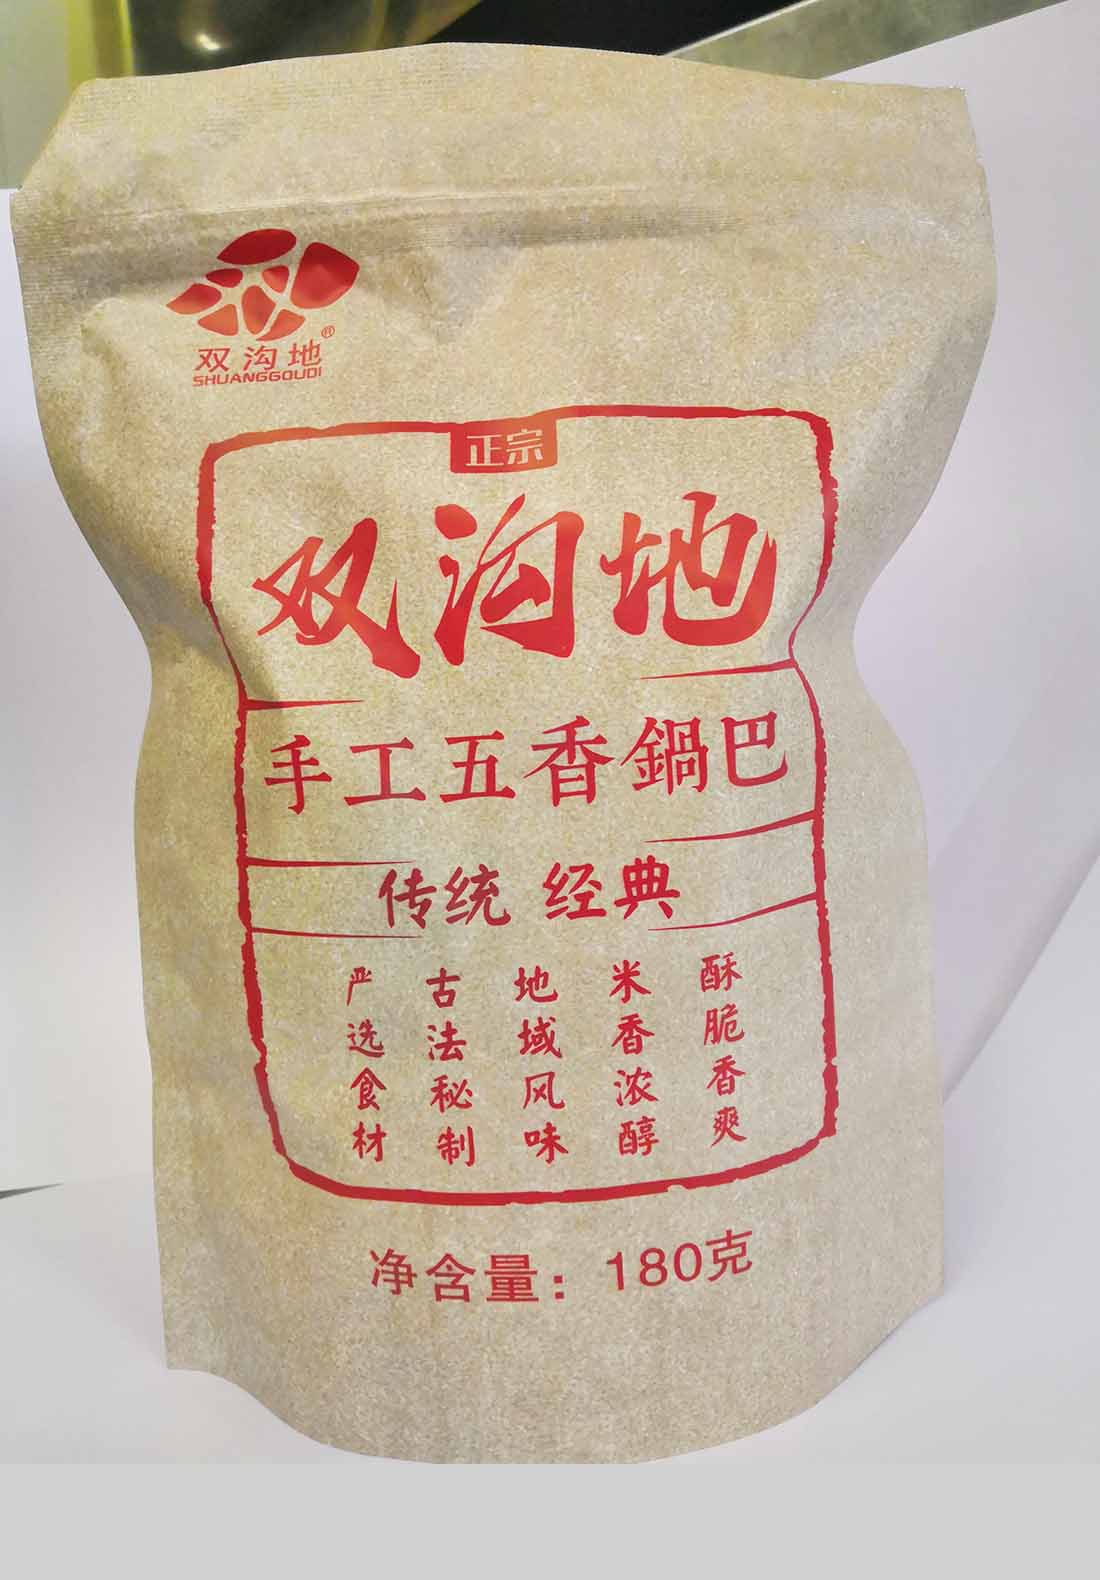 双沟地®
SHUANGGOUDI
正宗
双沟地
手工五香鍋巴
传统 经典
严选食材
古法秘制
地域风味
米香浓醇
酥脆香爽
净含量：180克